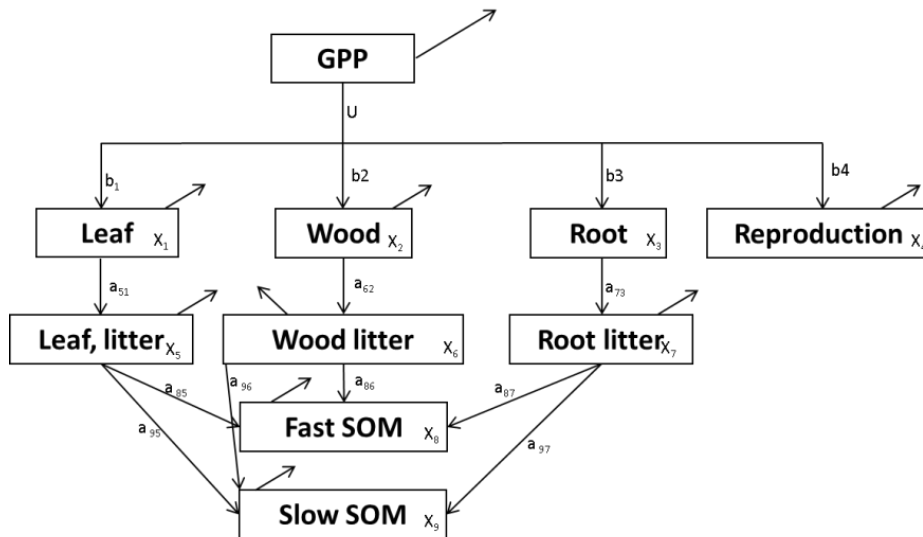 GPP
U
b₁ b2 b3 b4
Leaf X₁ Wood X₂ Root X₃ Reproduction X₄
a₅₁ a₆₂ a₇₃
Leaf, litter X₅ Wood litter X₆ Root litter X₇
a₈₅ a₉₆ a₈₆ a₈₇
Fast SOM X₈
a₉₅ a₉₇
Slow SOM X₉